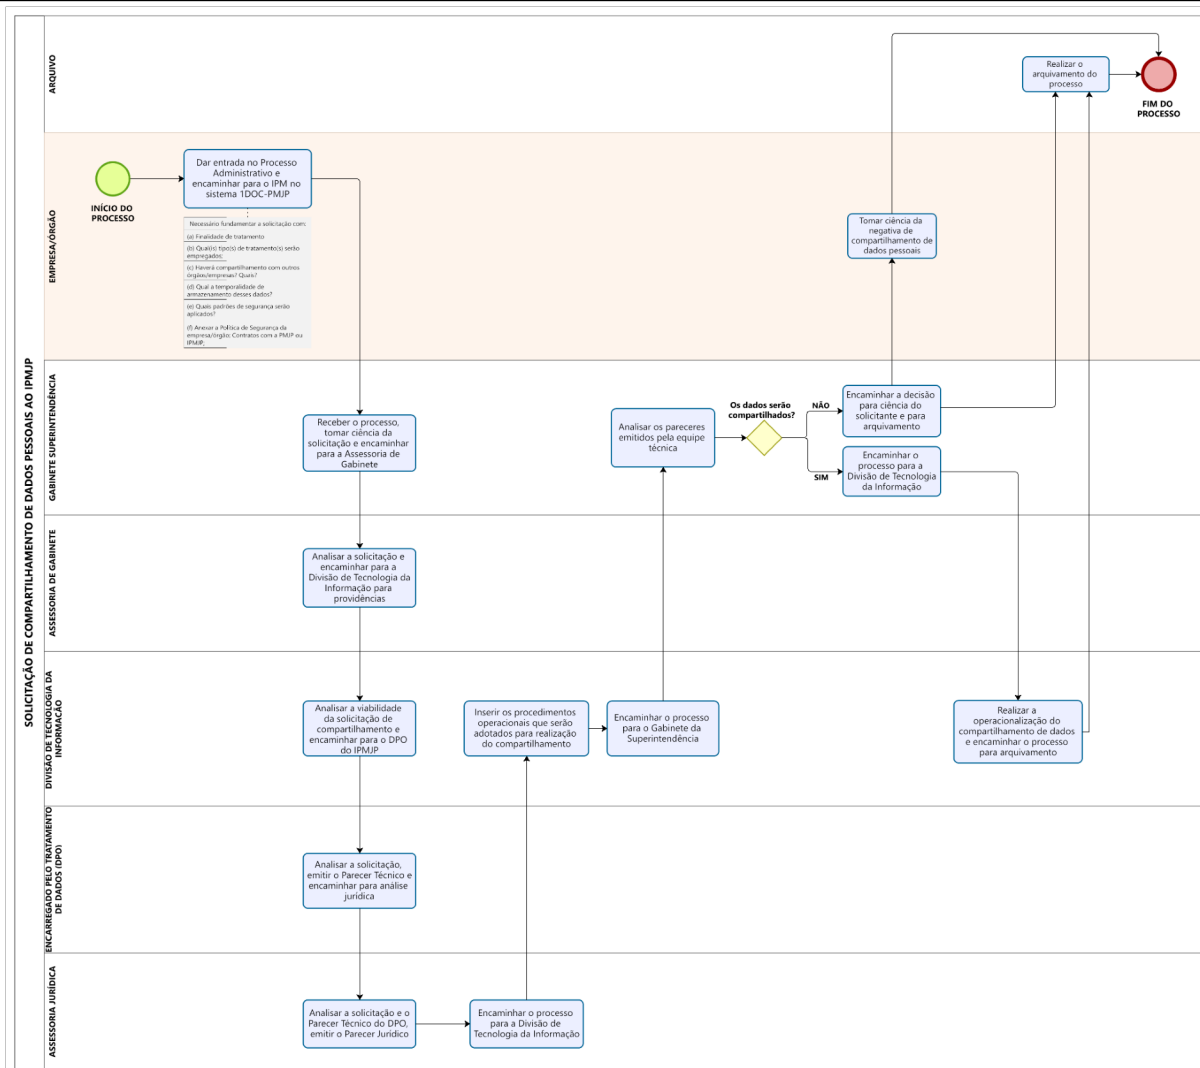 SOLICITAÇÃO DE COMPARTILHAMENTO DE DADOS PESSOAIS AO IPMJP
ARQUIVO
Realizar o
arquivamento do
processo
FIM DO
PROCESSO
EMPRESA/ÓRGÃO
INÍCIO DO
PROCESSO
Dar entrada no Processo
Administrativo e
encaminhar para o IPM no
sistema 1DOC-PMJP
Necessário fundamentar a solicitação com:
(a) Finalidade do tratamento
(b) Qual(is) tipo(s) de tratamento(s) serão
empregados;
(c) Haverá compartilhamento com outros
órgãos/empresas? Quais?
(d) Qual a temporalidade de
armazenamento desses dados?
(e) Quais padrões de segurança serão
aplicados?
(f) Anexar a Política de Segurança da
empresa/órgão; Contratos com a PMJP ou
IPMJP;
Tomar ciência da
negativa de
compartilhamento de
dados pessoais
GABINETE SUPERINTENDÊNCIA
Receber o processo,
tomar ciência da
solicitação e encaminhar
para a Assessoria de
Gabinete
Analisar os pareceres
emitidos pela equipe
técnica
Os dados serão
compartilhados?
NÃO
SIM
Encaminhar a decisão
para ciência do
solicitante e para
arquivamento
Encaminhar o
processo para a
Divisão de Tecnologia
da Informação
ASSESSORIA DE GABINETE
Analisar a solicitação e
encaminhar para a
Divisão de Tecnologia da
Informação para
providências
DIVISÃO DE TECNOLOGIA DA
INFORMAÇÃO
Analisar a viabilidade
da solicitação de
compartilhamento e
encaminhar para o DPO
do IPMJP
Inserir os procedimentos
operacionais que serão
adotados para realização
do compartilhamento
Encaminhar o processo
para o Gabinete da
Superintendência
Realizar a
operacionalização do
compartilhamento de dados
e encaminhar o processo
para arquivamento
ENCARREGADO PELO TRATAMENTO
DE DADOS (DPO)
Analisar a solicitação,
emitir o Parecer Técnico e
encaminhar para análise
jurídica
ASSESSORIA JURÍDICA
Analisar a solicitação e o
Parecer Técnico do DPO,
emitir o Parecer Jurídico
Encaminhar o processo
para a Divisão de
Tecnologia da Informação